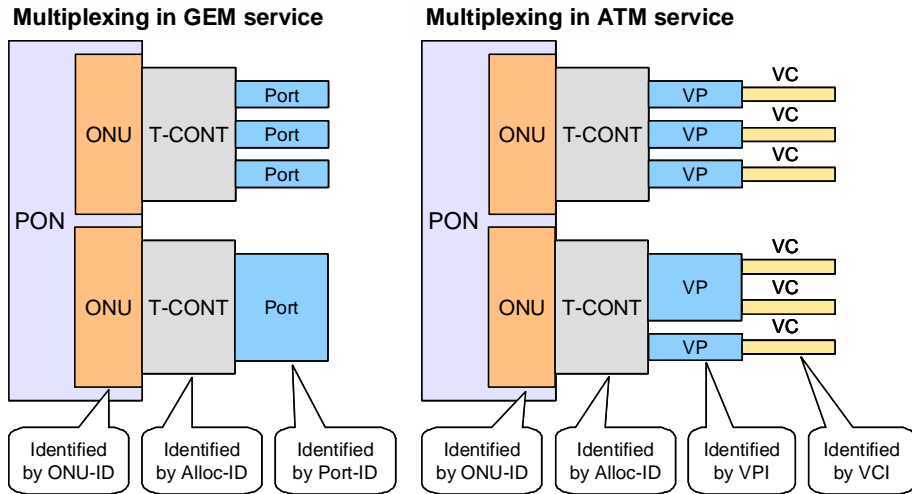 Multiplexing in GEM service
PON
ONU
T-CONT
Port
Port
Port
ONU
T-CONT
Port
Identified
by ONU-ID
Identified
by Alloc-ID
Identified
by Port-ID
Multiplexing in ATM service
PON
ONU
T-CONT
VP
VC
VP
VC
VP
VC
ONU
T-CONT
VP
VC
VC
VP
VC
Identified
by ONU-ID
Identified
by Alloc-ID
Identified
by VPI
Identified
by VCI